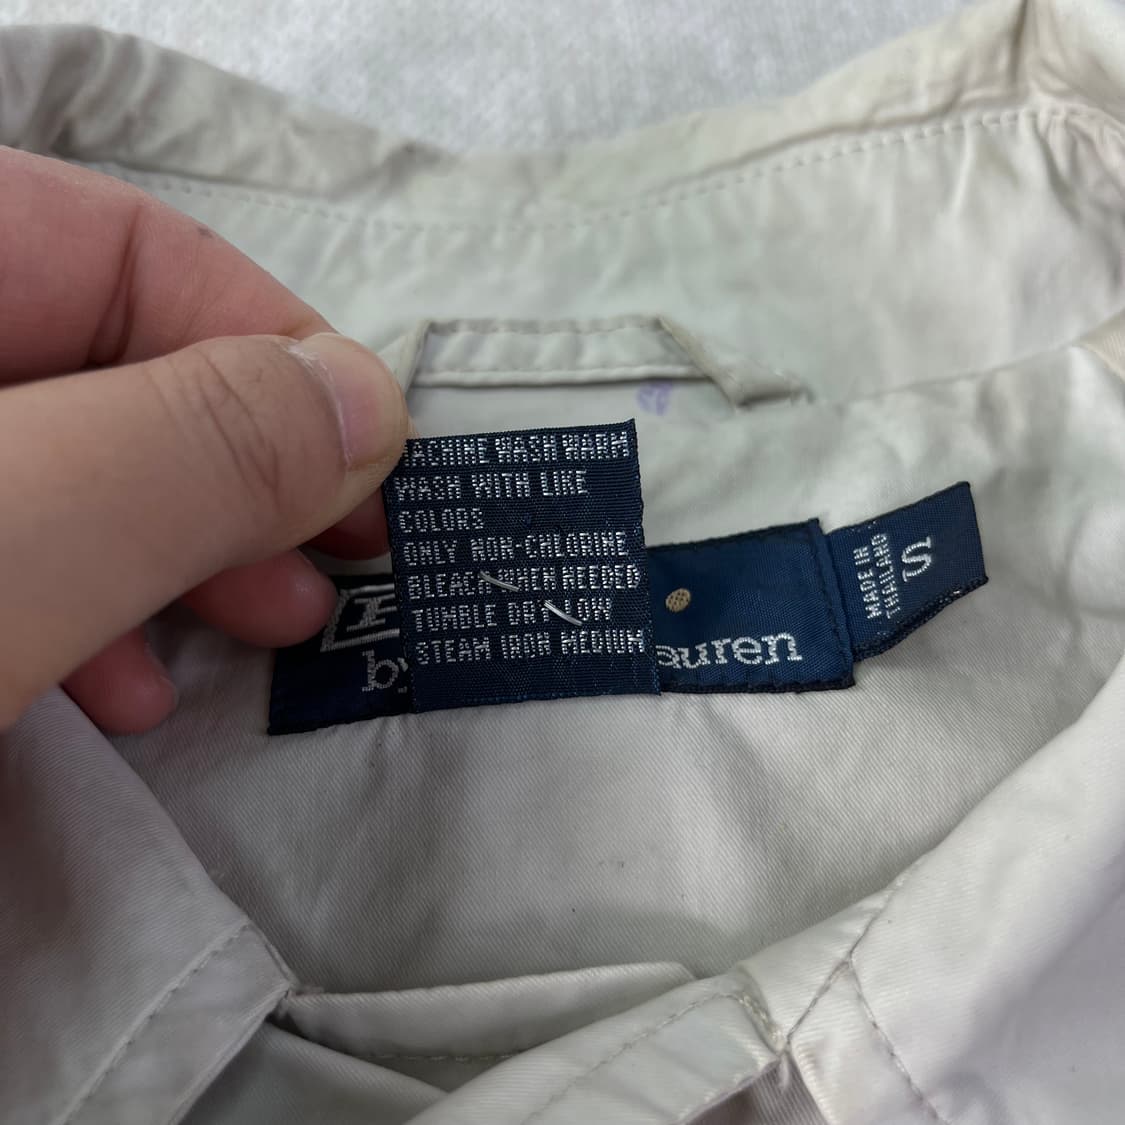 MACHINE WASH WARM
WASH WITH LIKE
COLORS
ONLY NON-CHLORINE
BLEACH WHEN NEEDED
TUMBLE DRY LOW
STEAM IRON MEDIUM
by
auren
MADE IN
THAILAND
S